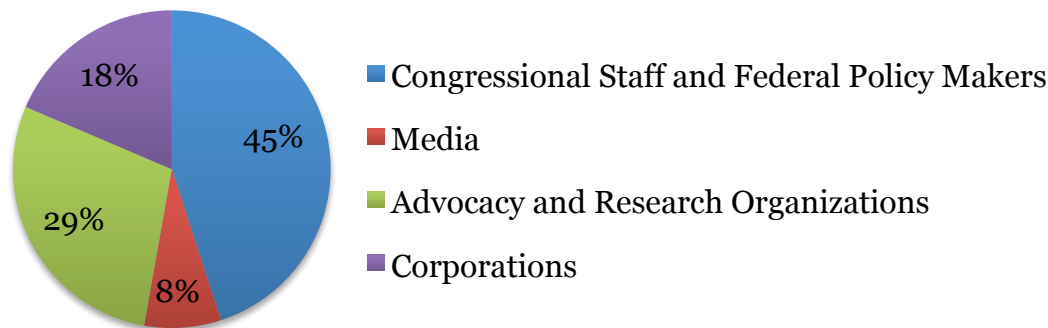 18%
45%
29%
8%
Congressional Staff and Federal Policy Makers
Media
Advocacy and Research Organizations
Corporations